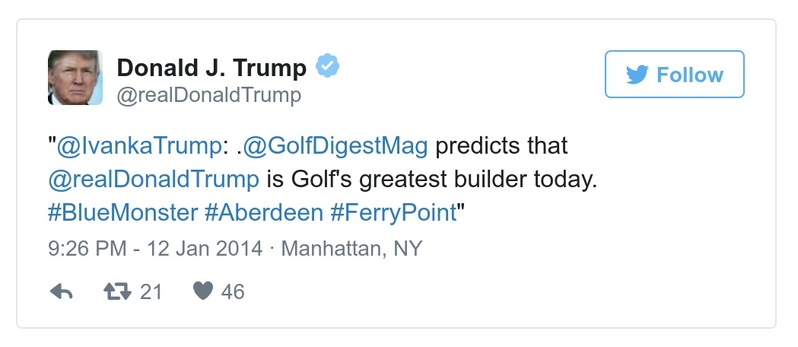 Donald J. Trump
@realDonaldTrump
Follow
"@IvankaTrump: .@GolfDigestMag predicts that
@realDonaldTrump is Golf's greatest builder today.
#BlueMonster #Aberdeen #FerryPoint"
9:26 PM - 12 Jan 2014 · Manhattan, NY
21 46